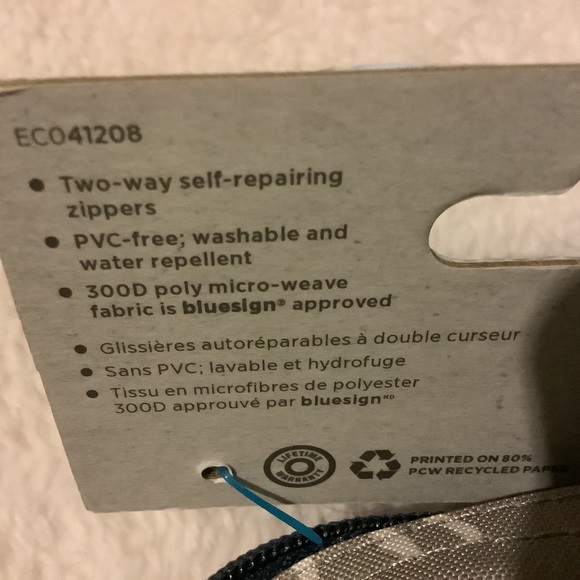 EC041208
• Two-way self-repairing
zippers
• PVC-free; washable and
water repellent
• 300D poly micro-weave
fabric is bluesign® approved
• Glissières autoréparables à double curseur
• Sans PVC; lavable et hydrofuge
• Tissu en microfibres de polyester
300D approuvé par bluesignᴹᴰ
LIFETIME
WARRANTY
PRINTED ON 80%
PCW RECYCLED PAPER